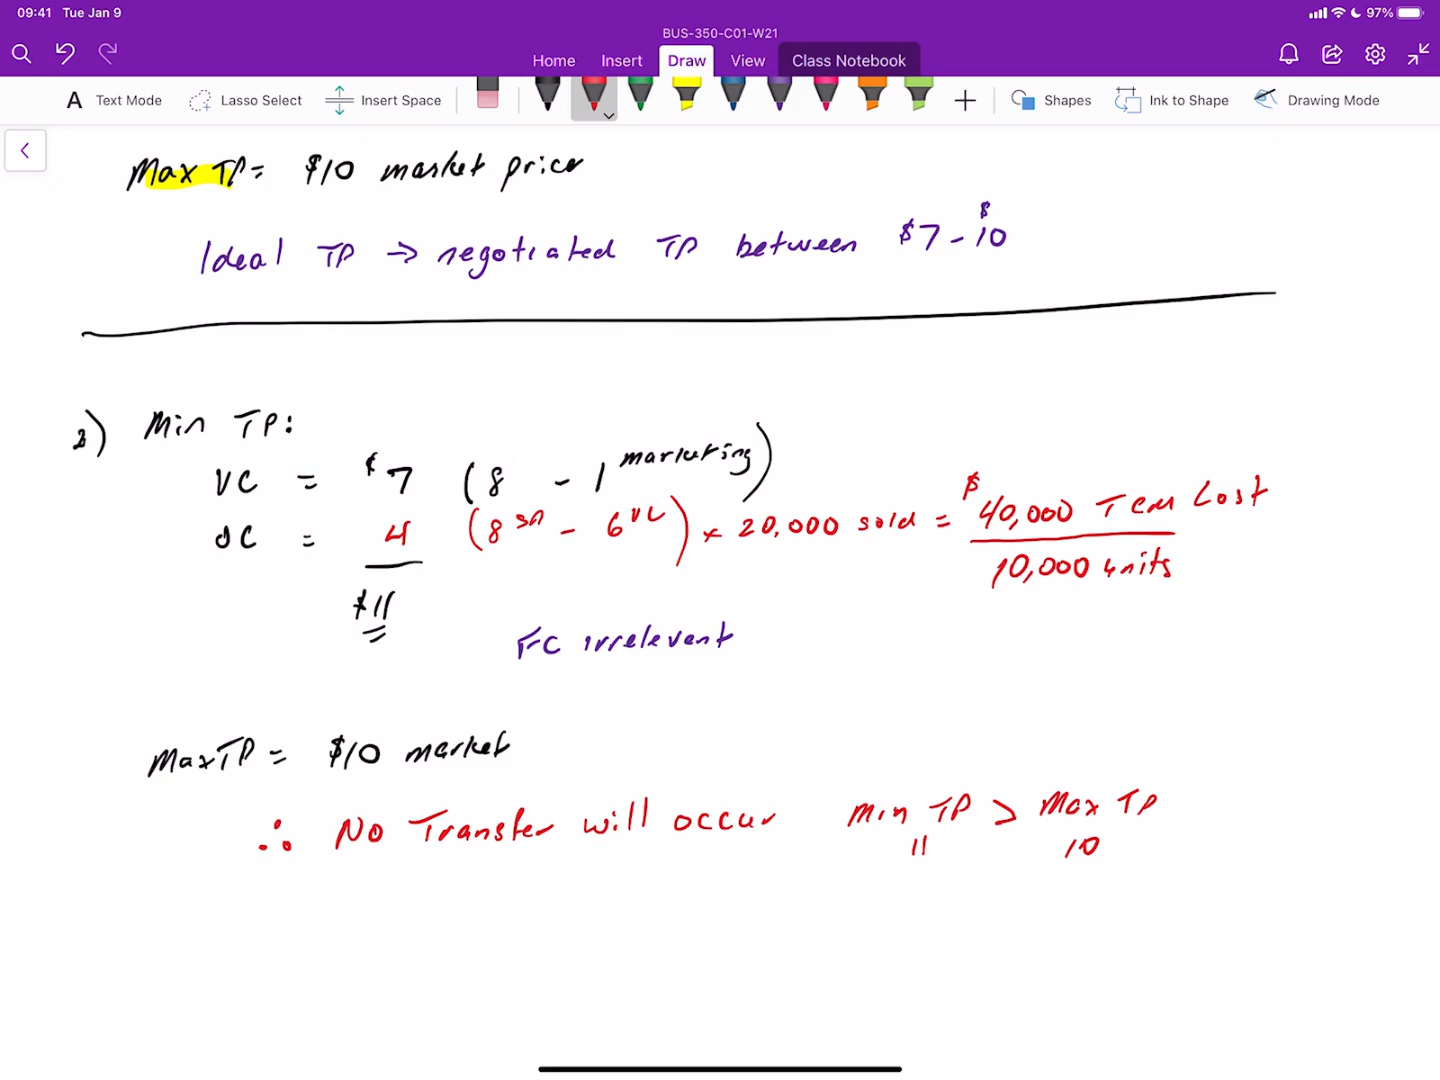 09:41 Tue Jan 9 97%
BUS-350-C01-W21
Home Insert Draw View Class Notebook
A Text Mode Lasso Select Insert Space Shapes Ink to Shape Drawing Mode
Max TP = $10 market price
Ideal TP → negotiated TP between $7 - $10
2) Min TP:
VC = $7 (8 - 1 marketing)
OC = 4 (8 SP - 6 VC) x 20,000 sold = $40,000 Tcm Lost
10,000 units
$11
FC irrelevant
Max TP = $10 market
∴ No Transfer will occur Min TP > Max TP
11 10